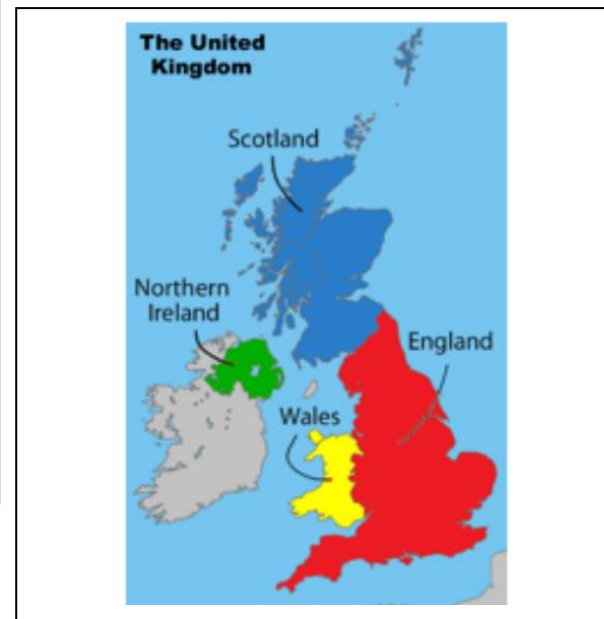 The United
Kingdom
Scotland
Northern
Ireland
England
Wales